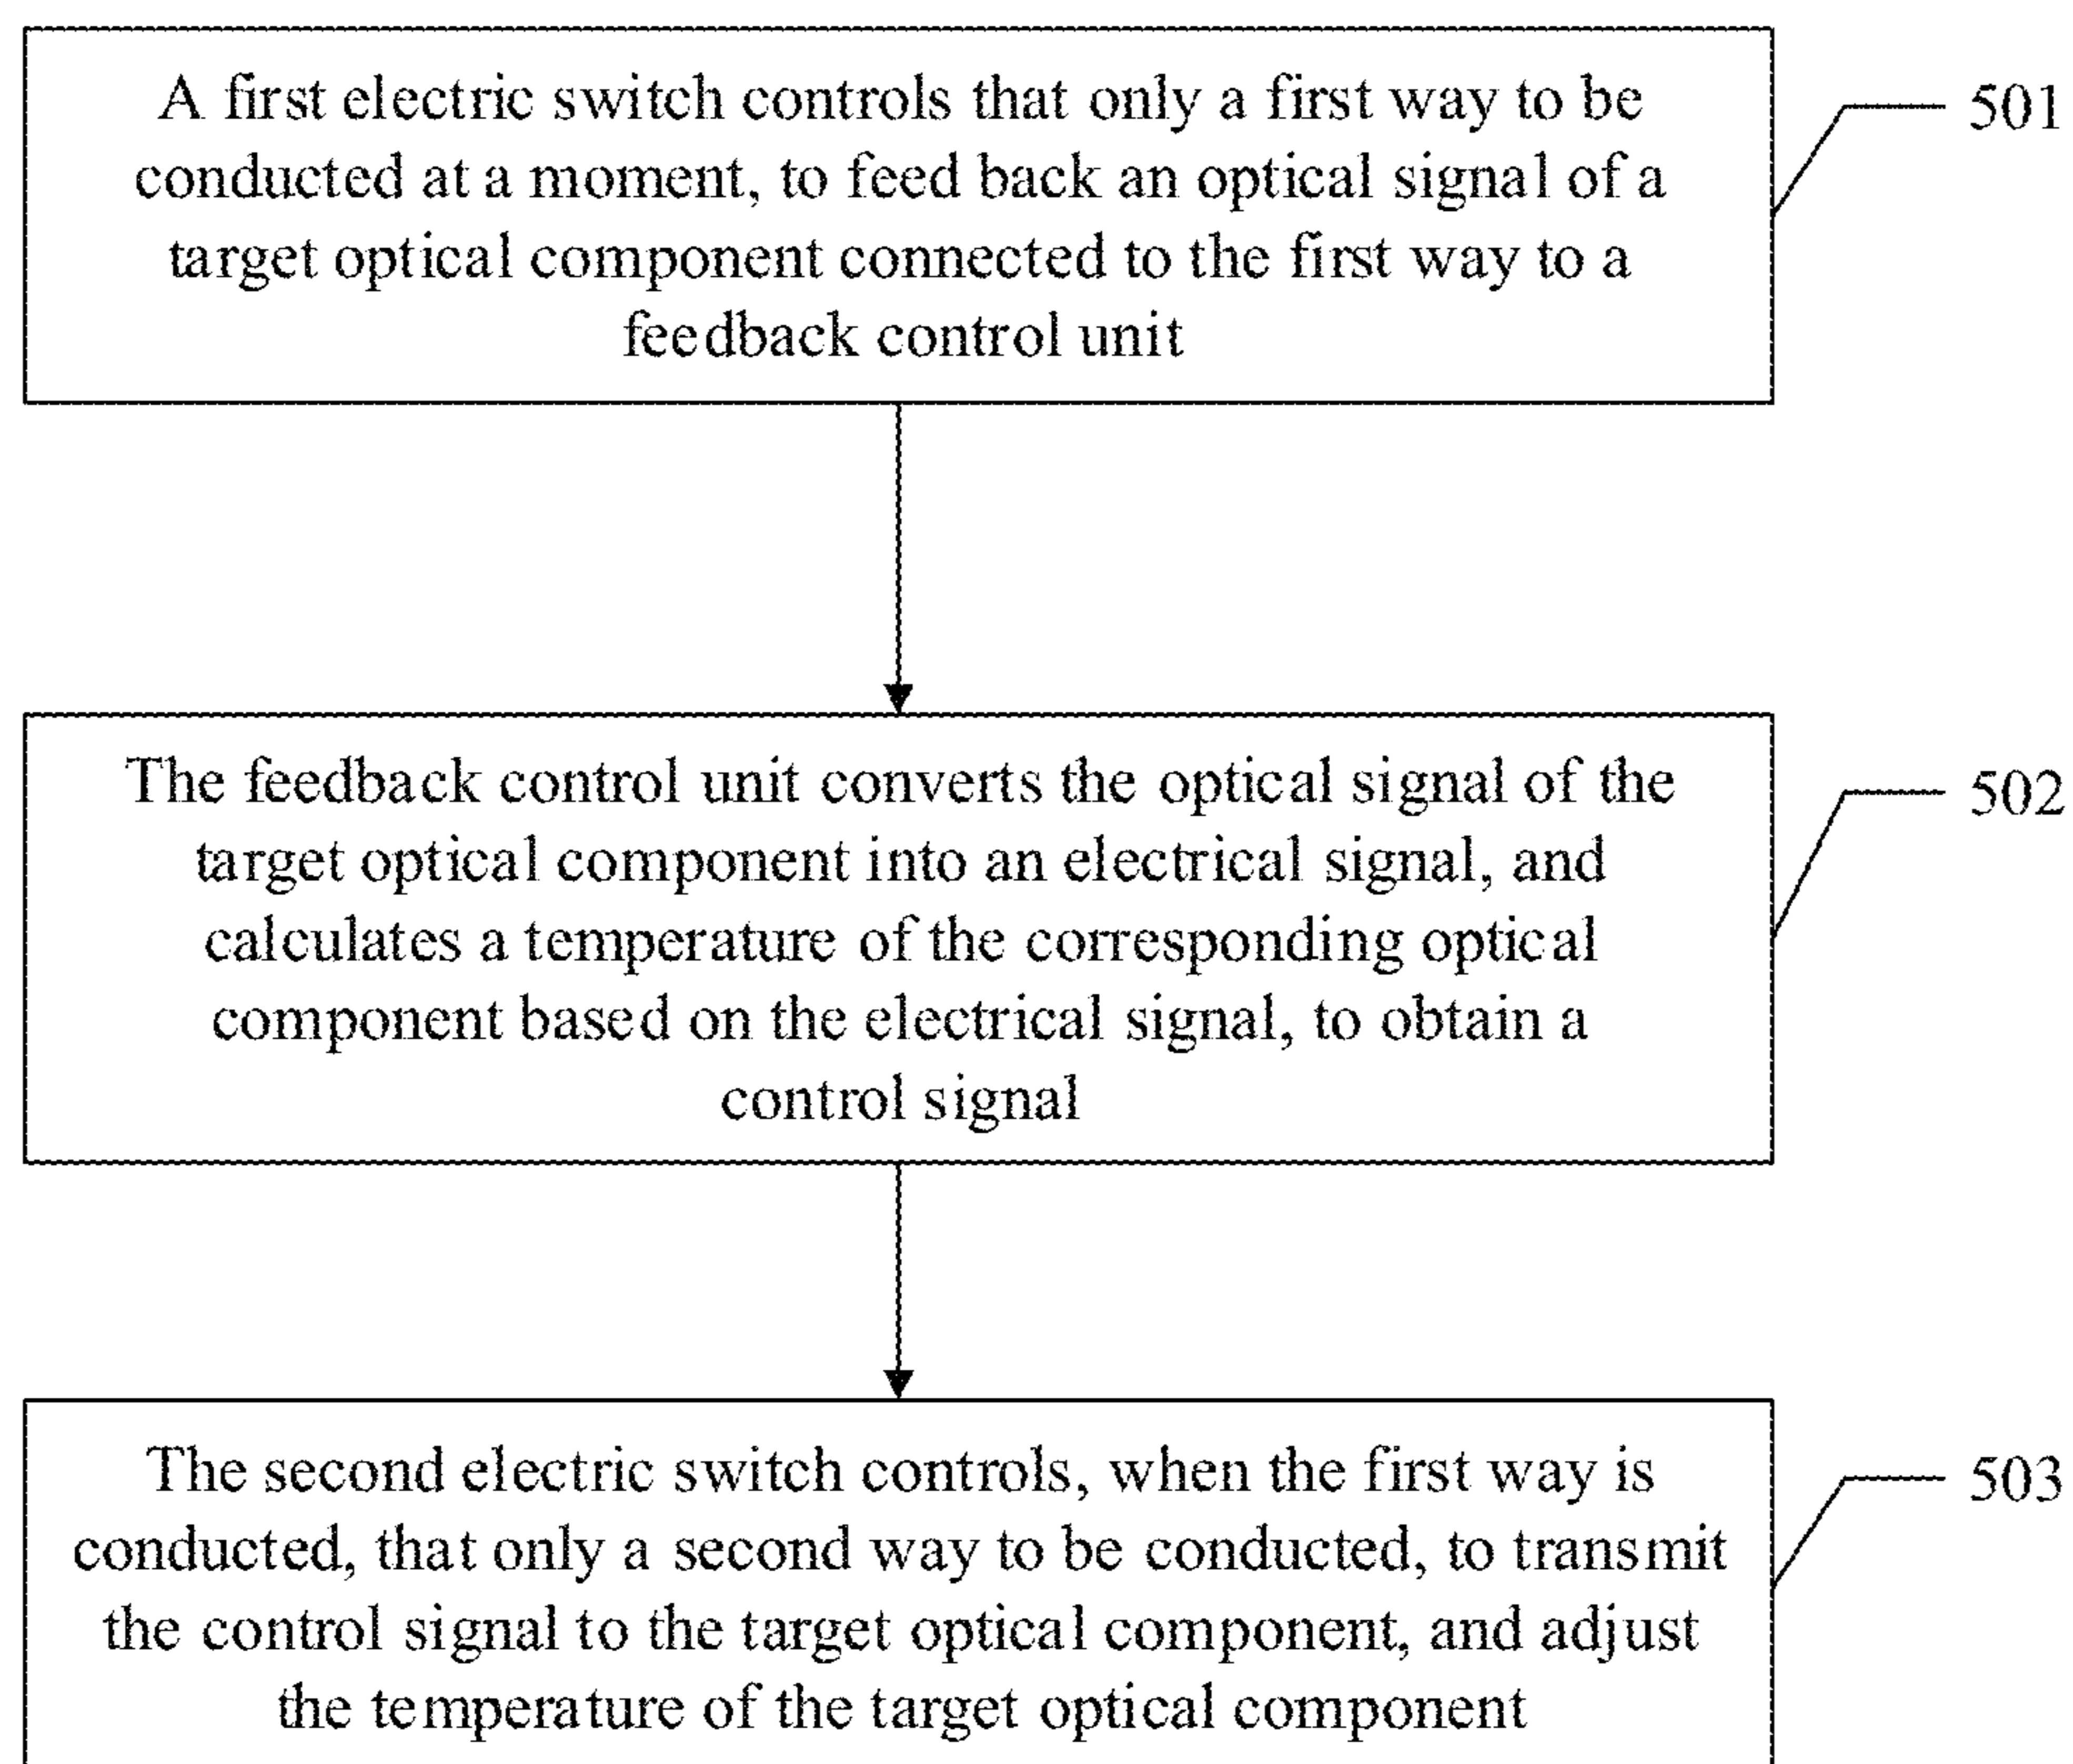 A first electric switch controls that only a first way to be
conducted at a moment, to feed back an optical signal of a
target optical component connected to the first way to a
feedback control unit
501
The feedback control unit converts the optical signal of the
target optical component into an electrical signal, and
calculates a temperature of the corresponding optical
component based on the electrical signal, to obtain a
control signal
502
The second electric switch controls, when the first way is
conducted, that only a second way to be conducted, to transmit
the control signal to the target optical component, and adjust
the temperature of the target optical component
503